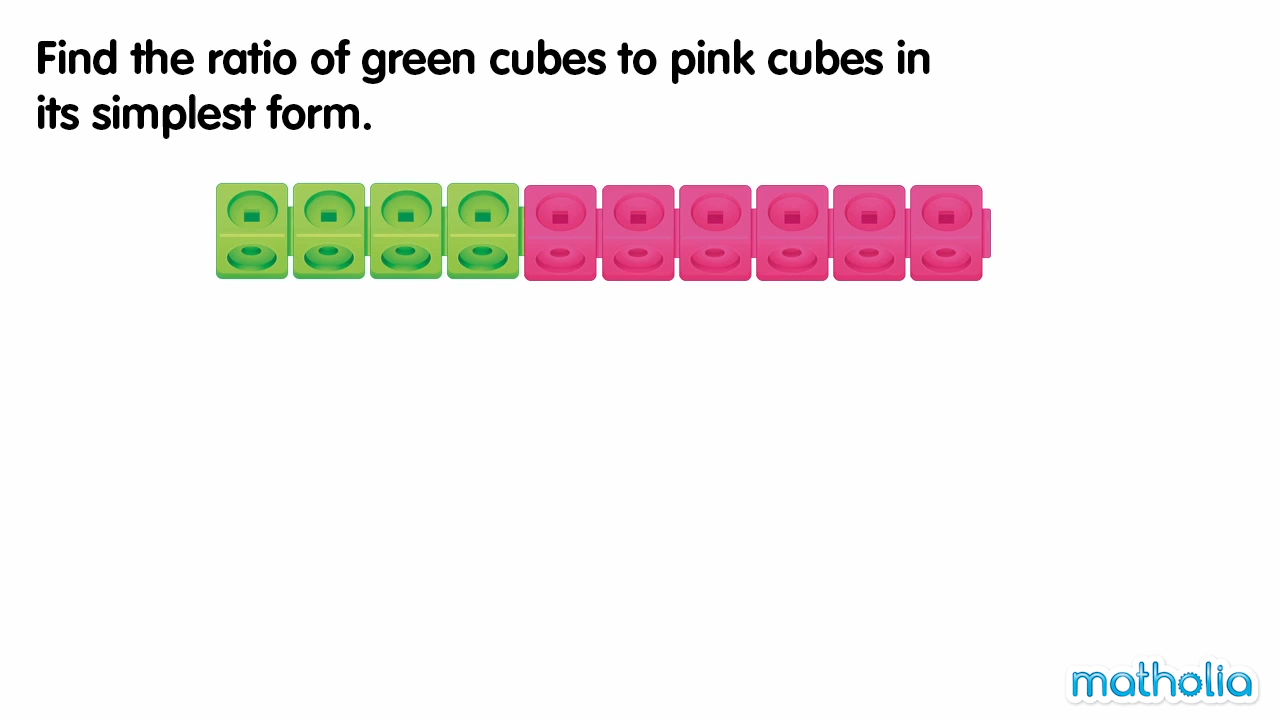 Find the ratio of green cubes to pink cubes in
its simplest form.
matholia